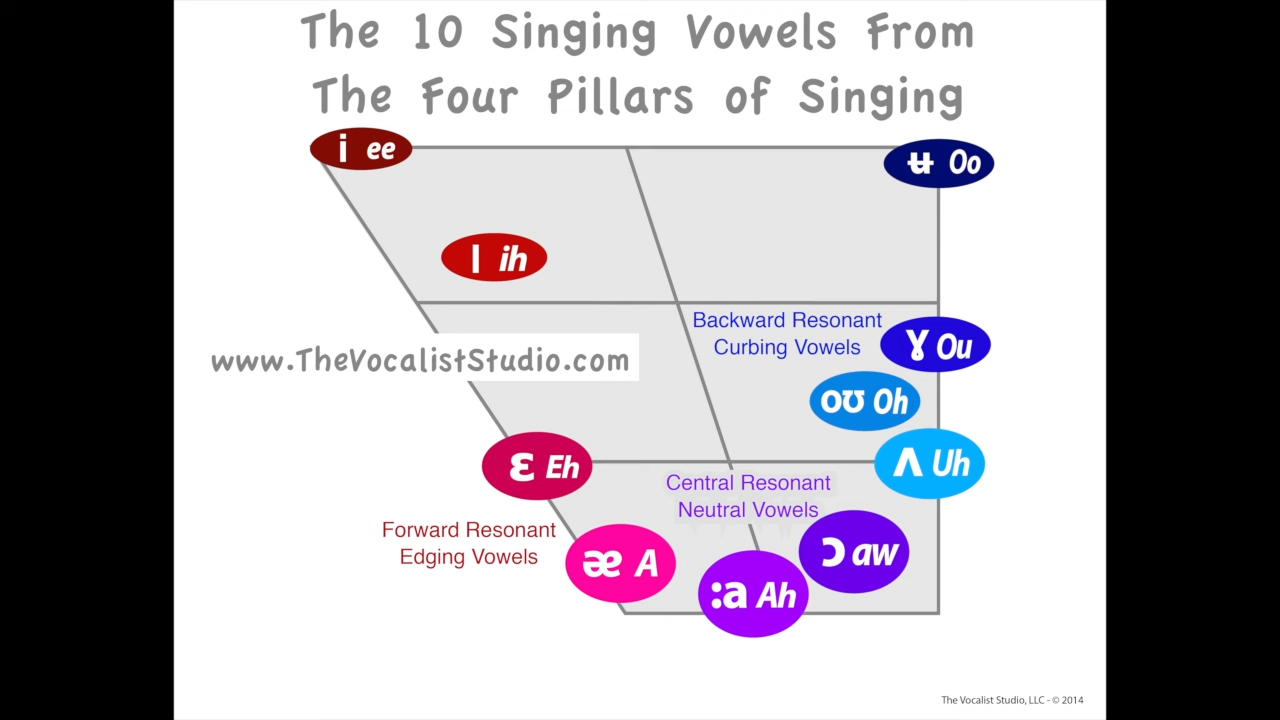 The 10 Singing Vowels From
The Four Pillars of Singing
i ee
ʉ Oo
I ih
Backward Resonant
Curbing Vowels
ɤ Ou
www.TheVocalistStudio.com
oʊ Oh
ɛ Eh
ʌ Uh
Central Resonant
Neutral Vowels
Forward Resonant
Edging Vowels
æ A
ɔ aw
:a Ah
The Vocalist Studio, LLC - © 2014